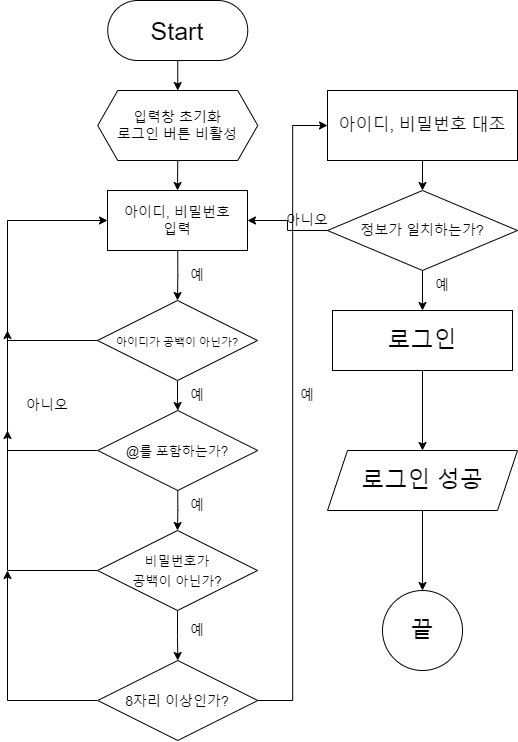 Start
입력창 초기화
로그인 버튼 비활성
아이디, 비밀번호
입력
예
아이디가 공백이 아닌가?
예
아니오
@를 포함하는가?
예
비밀번호가
공백이 아닌가?
예
8자리 이상인가?
예
아이디, 비밀번호 대조
아니오
정보가 일치하는가?
예
로그인
로그인 성공
끝